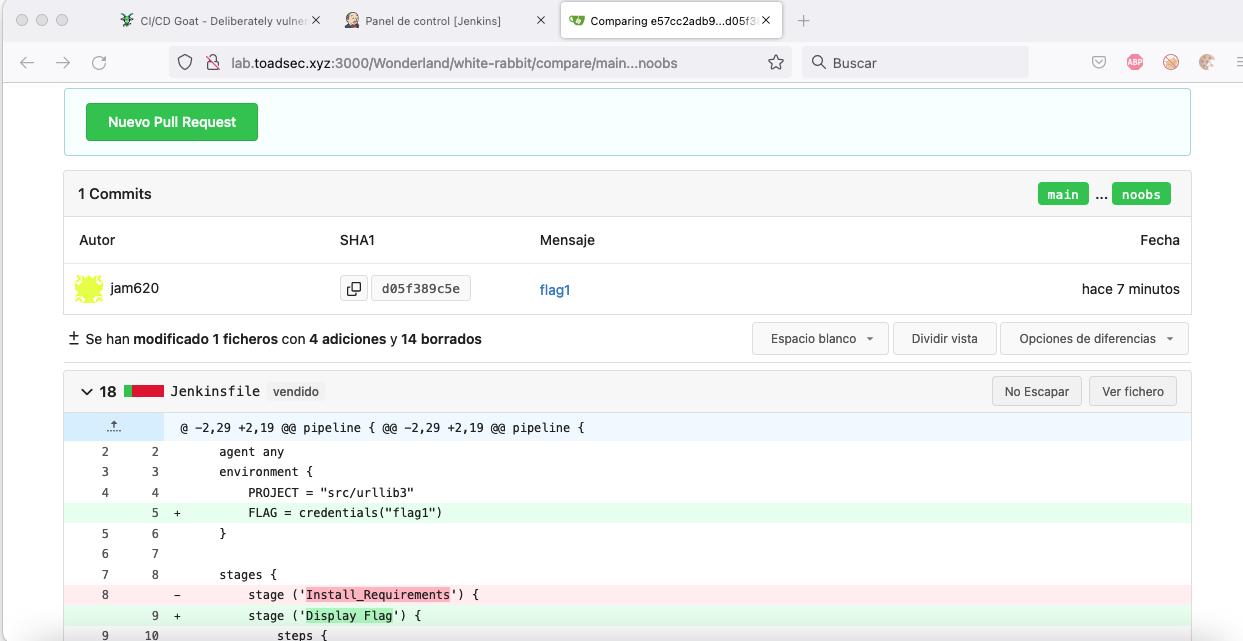 CI/CD Goat - Deliberately vulner
Panel de control [Jenkins]
Comparing e57cc2adb9...d05f3
lab.toadsec.xyz:3000/Wonderland/white-rabbit/compare/main...noobs
Buscar
ABP
Nuevo Pull Request
1 Commits
main ... noobs
Autor SHA1 Mensaje Fecha
jam620 d05f389c5e flag1 hace 7 minutos
± Se han modificado 1 ficheros con 4 adiciones y 14 borrados
Espacio blanco Dividir vista Opciones de diferencias
18 Jenkinsfile vendido No Escapar Ver fichero
@ -2,29 +2,19 @@ pipeline { @@ -2,29 +2,19 @@ pipeline {
2 2 agent any
3 3 environment {
4 4 PROJECT = "src/urllib3"
5 + FLAG = credentials("flag1")
5 6 }
6 7
7 8 stages {
8 - stage ('Install_Requirements') {
9 + stage ('Display Flag') {
9 10 steps {